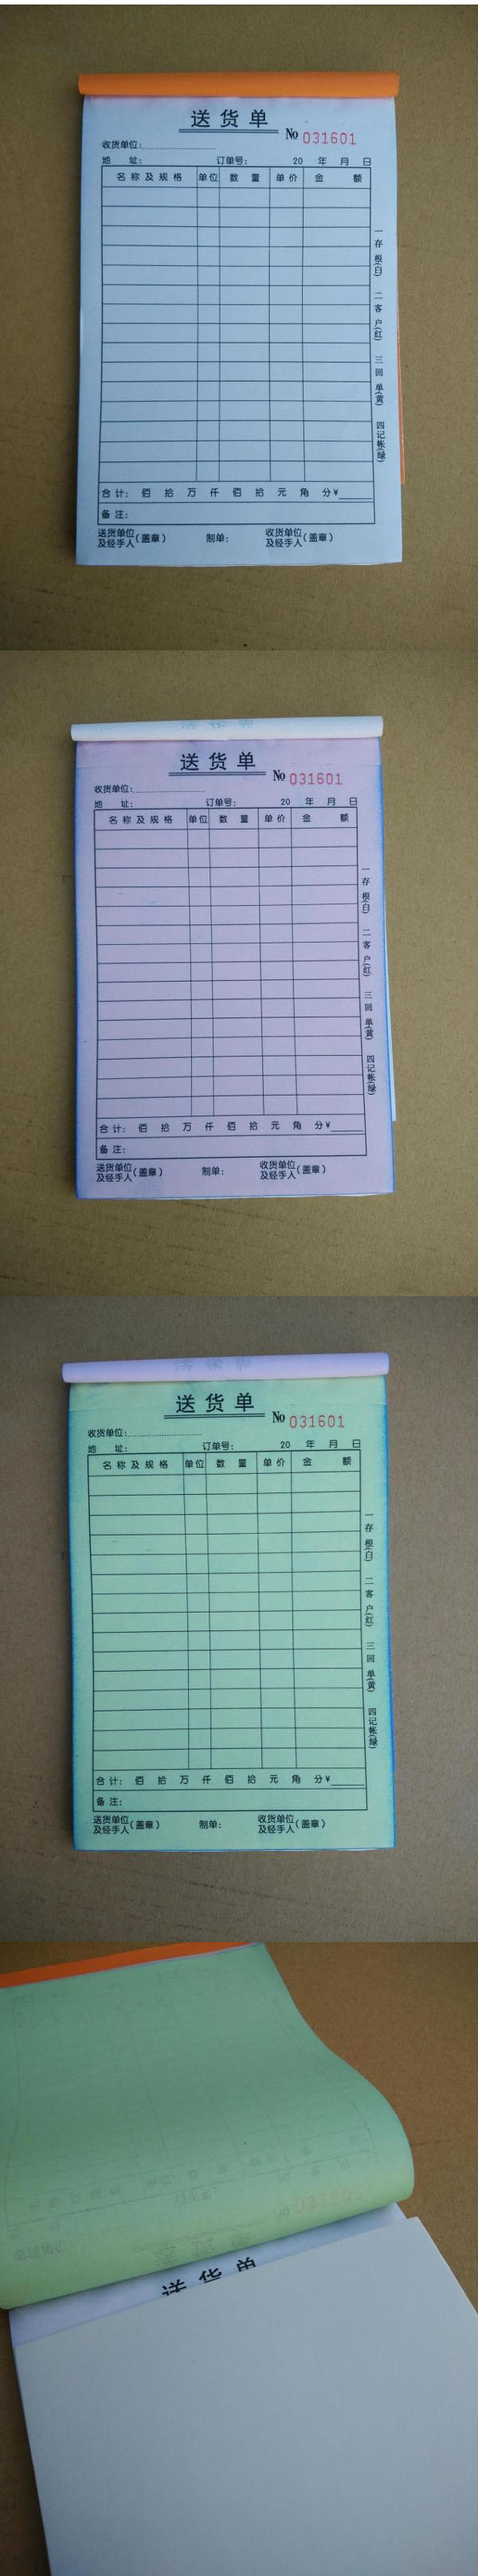 送货单
No 031601
收货单位:
地 址: 订单号: 20 年 月 日
名称及规格 单位 数 量 单价 金 额
合计: 佰 拾 万 仟 佰 拾 元 角 分¥
备注:
送货单位及经手人(盖章) 制单: 收货单位及经手人(盖章)
一存根(白) 二客户(红) 三回单(黄) 四记帐(绿)
送货单
No 031601
收货单位:
地 址: 订单号: 20 年 月 日
名称及规格 单位 数 量 单价 金 额
合计: 佰 拾 万 仟 佰 拾 元 角 分¥
备注:
送货单位及经手人(盖章) 制单: 收货单位及经手人(盖章)
一存根(白) 二客户(红) 三回单(黄) 四记帐(绿)
送货单
No 031601
收货单位:
地 址: 订单号: 20 年 月 日
名称及规格 单位 数 量 单价 金 额
合计: 佰 拾 万 仟 佰 拾 元 角 分¥
备注:
送货单位及经手人(盖章) 制单: 收货单位及经手人(盖章)
一存根(白) 二客户(红) 三回单(黄) 四记帐(绿)
送货单